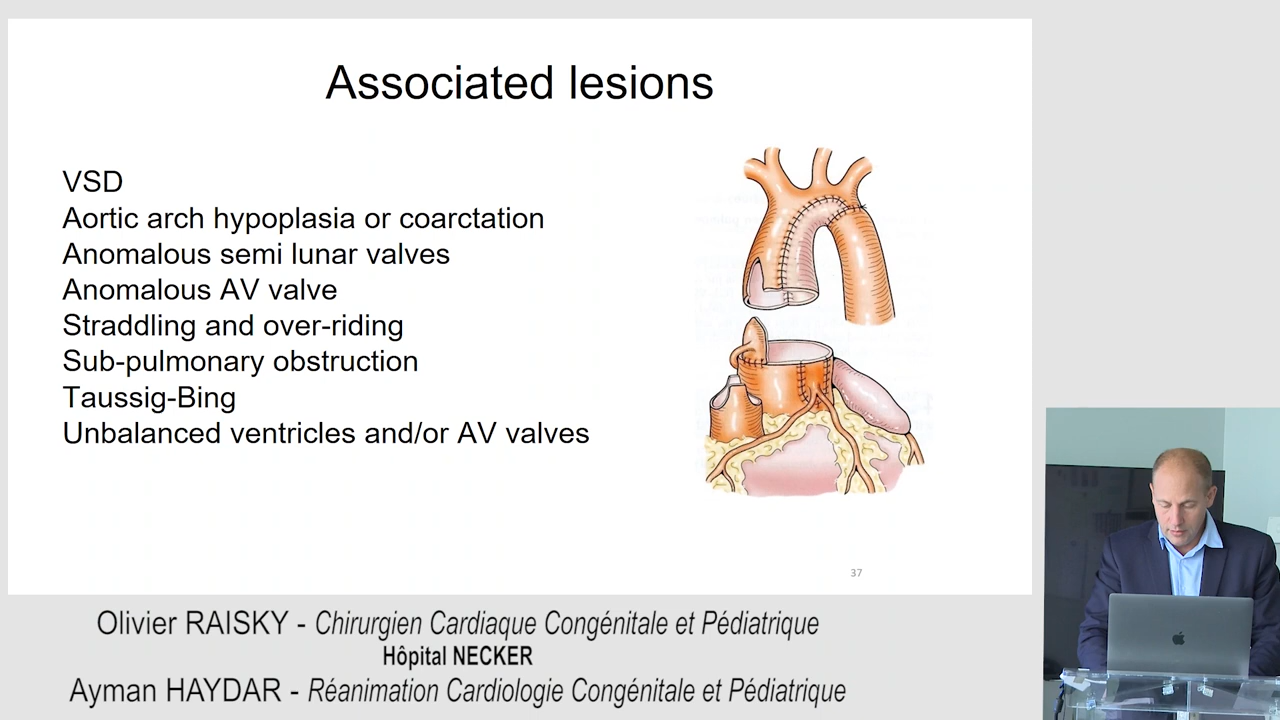 Associated lesions
VSD
Aortic arch hypoplasia or coarctation
Anomalous semi lunar valves
Anomalous AV valve
Straddling and over-riding
Sub-pulmonary obstruction
Taussig-Bing
Unbalanced ventricles and/or AV valves
37
Olivier RAISKY - Chirurgien Cardiaque Congénitale et Pédiatrique
Hôpital NECKER
Ayman HAYDAR - Réanimation Cardiologie Congénitale et Pédiatrique